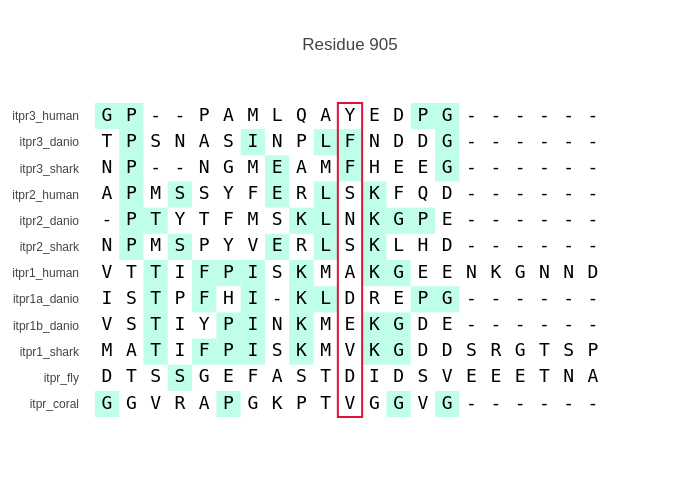 Residue 905
itpr3_human G P - - P A M L Q A Y E D P G - - - - - -
itpr3_danio T P S N A S I N P L F N D D G - - - - - -
itpr3_shark N P - - N G M E A M F H E E G - - - - - -
itpr2_human A P M S S Y F E R L S K F Q D - - - - - -
itpr2_danio - P T Y T F M S K L N K G P E - - - - - -
itpr2_shark N P M S P Y V E R L S K L H D - - - - - -
itpr1_human V T T I F P I S K M A K G E E N K G N N D
itpr1a_danio I S T P F H I - K L D R E P G - - - - - -
itpr1b_danio V S T I Y P I N K M E K G D E - - - - - -
itpr1_shark M A T I F P I S K M V K G D D S R G T S P
itpr_fly D T S S G E F A S T D I D S V E E E T N A
itpr_coral G G V R A P G K P T V G G V G - - - - - -